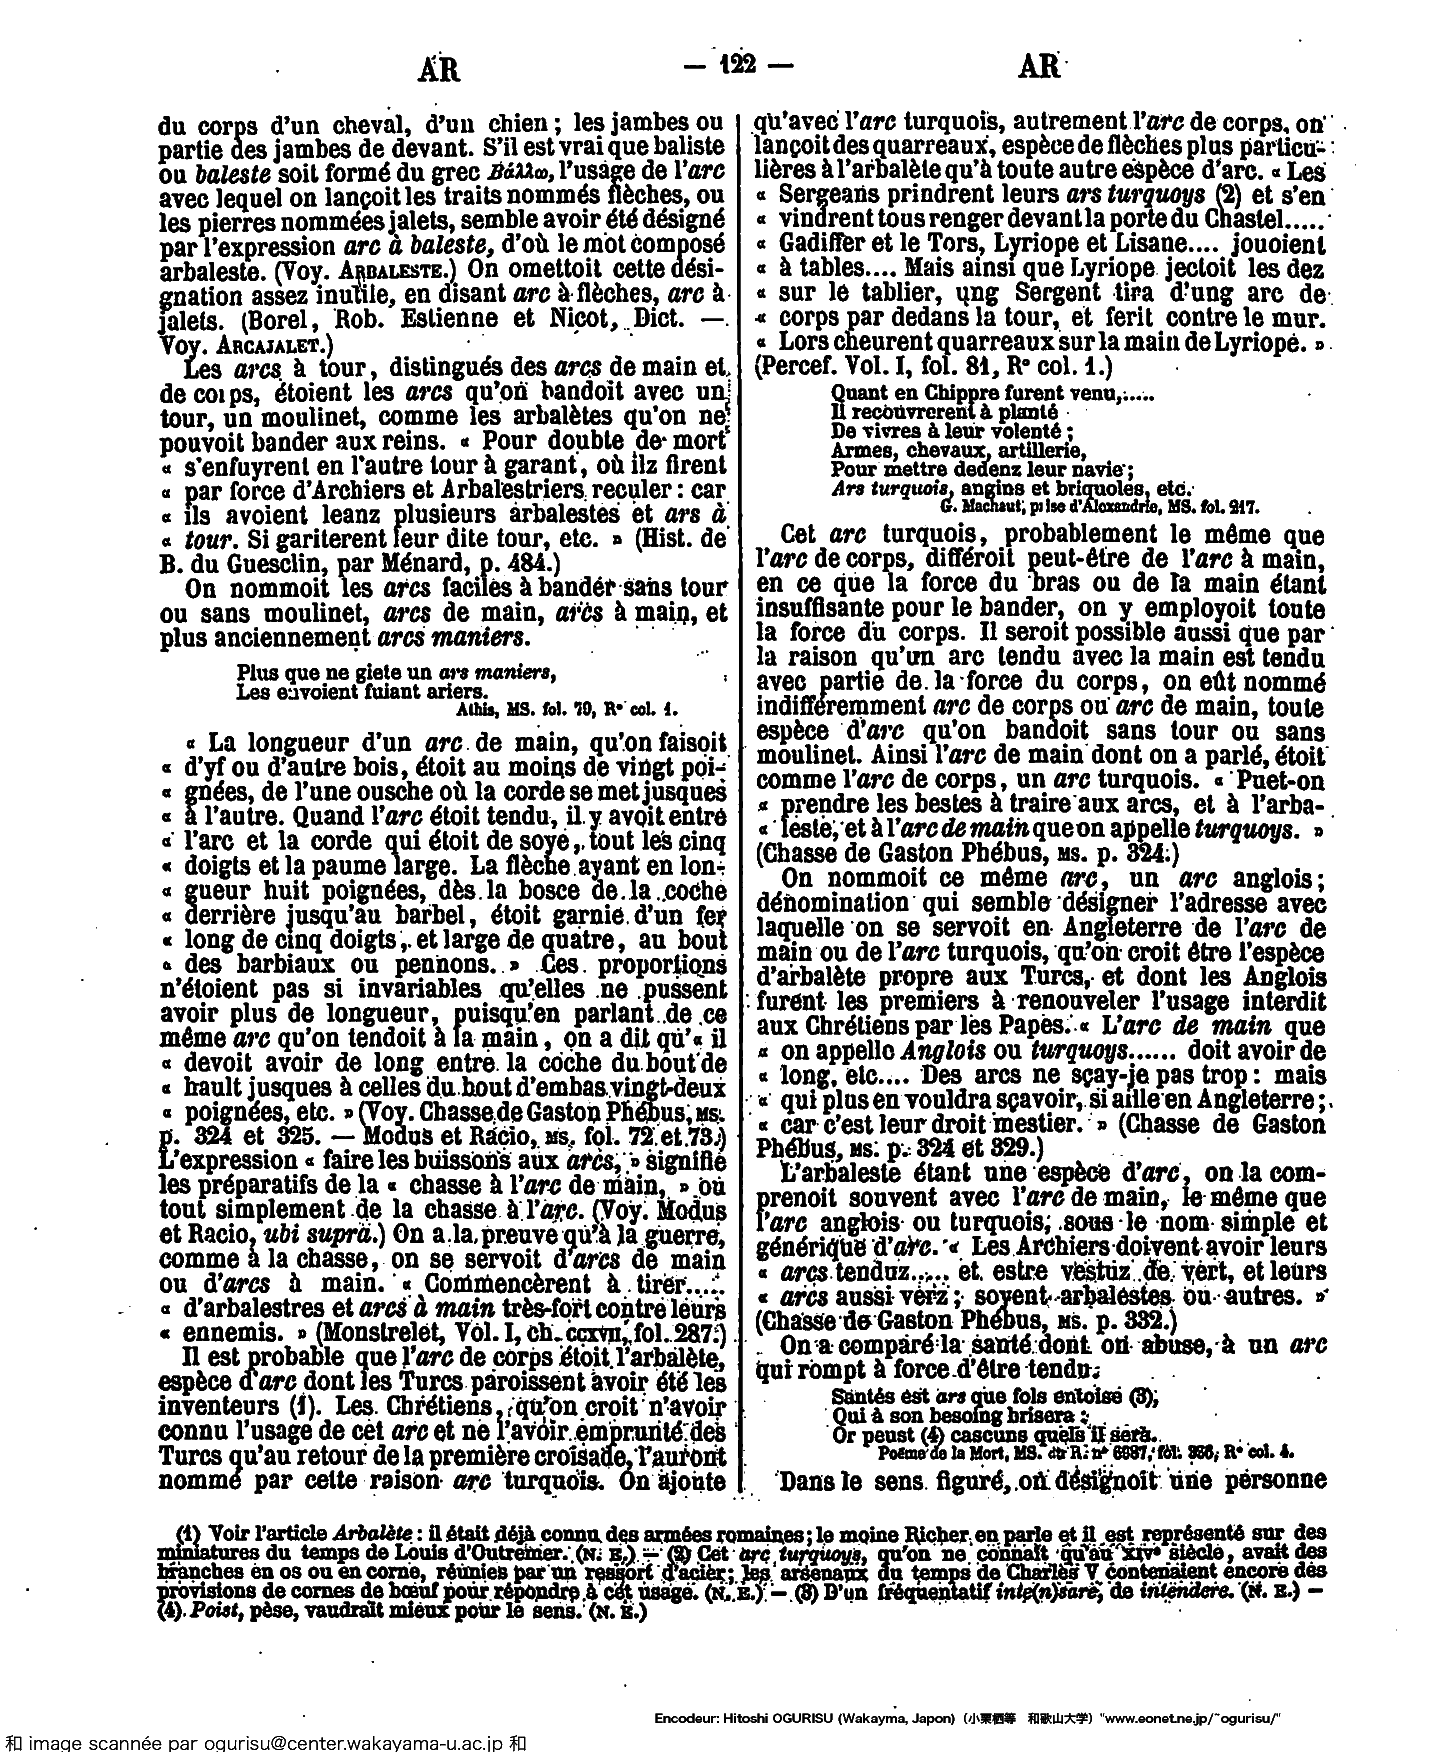 AR
— 122 —
AR
du corps d'un cheval, d'un chien ; les jambes ou
partie des jambes de devant. S'il est vrai que baliste
ou baleste soit formé du grec Βάλλω, l'usage de l'arc
avec lequel on lançoit les traits nommés flèches, ou
les pierres nommées jalets, semble avoir été désigné
par l'expression arc à baleste, d'où le mot composé
arbaleste. (Voy. ARBALESTE.) On omettoit cette dési-
gnation assez inutile, en disant arc à flèches, arc à
jalets. (Borel, Rob. Estienne et Nicot, Dict. —
Voy. ARCAJALET.)
Les arcs à tour, distingués des arcs de main et
de corps, étoient les arcs qu'on bandoit avec un
tour, un moulinet, comme les arbalètes qu'on ne
pouvoit bander aux reins. « Pour doubte de mort
« s'enfuyrent en l'autre tour à garant, où ilz firent
« par force d'Archiers et Arbalestriers reculer : car
« ils avoient leanz plusieurs arbalestes et ars à
« tour. Si gariterent leur dite tour, etc. » (Hist. de
B. du Guesclin, par Ménard, p. 484.)
On nommoit les arcs faciles à bander sans tour
ou sans moulinet, arcs de main, arcs à main, et
plus anciennement arcs maniers.
Plus que ne giete un ars maniers,
Les envoient fuiant ariers.
Athis, MS. fol. 70, R° col. 1.
« La longueur d'un arc de main, qu'on faisoit
« d'yf ou d'autre bois, étoit au moins de vingt poi-
« gnées, de l'une ousche où la corde se met jusques
« à l'autre. Quand l'arc étoit tendu, il y avoit entre
« l'arc et la corde qui étoit de soye, tout les cinq
« doigts et la paume large. La flèche ayant en lon-
« gueur huit poignées, dès la bosce de la coche
« derrière jusqu'au barbel, étoit garnie d'un fer
« long de cinq doigts, et large de quatre, au bout
« des barbiaux ou pennons. » Ces proportions
n'étoient pas si invariables qu'elles ne pussent
avoir plus de longueur, puisqu'en parlant de ce
même arc qu'on tendoit à la main, on a dit qu'« il
« devoit avoir de long entre la coche du bout de
« hault jusques à celles du bout d'embas vingt-deux
« poignées, etc. » (Voy. Chasse de Gaston Phébus, MS.
p. 324 et 325. — Modus et Racio, MS. fol. 72 et 73.)
L'expression « faire les buissons aux arcs, » signifie
les préparatifs de la « chasse à l'arc de main, » ou
tout simplement de la chasse à l'arc. (Voy. Modus
et Racio, ubi supra.) On a la preuve qu'à la guerre,
comme à la chasse, on se servoit d'arcs de main
ou d'arcs à main. « Commencèrent à tirer.....
« d'arbalestres et arcs à main très-fort contre leurs
« ennemis. » (Monstrelet, Vol. I, ch. CCXVII, fol. 287.)
Il est probable que l'arc de corps étoit l'arbalète,
espèce d'arc dont les Turcs paroissent avoir été les
inventeurs (1). Les Chrétiens, qu'on croit n'avoir
connu l'usage de cet arc et ne l'avoir emprunté des
Turcs qu'au retour de la première croisade, l'auront
nommé par cette raison arc turquois. On ajoute
qu'avec l'arc turquois, autrement l'arc de corps, on
lançoit des quarreaux, espèce de flèches plus particu-
lières à l'arbalète qu'à toute autre espèce d'arc. « Les
« Sergeans prindrent leurs ars turquoys (2) et s'en
« vindrent tous renger devant la porte du Chastel.....
« Gadiffer et le Tors, Lyriope et Lisane.... jouoient
« à tables.... Mais ainsi que Lyriope jectoit les dez
« sur le tablier, ung Sergent tira d'ung arc de
« corps par dedans la tour, et ferit contre le mur.
« Lors cheurent quarreaux sur la main de Lyriope. »
(Percef. Vol. I, fol. 81, R° col. 1.)
Quant en Chippre furent venu,.....
Il recouvrerent à planté
De vivres à leur volenté ;
Armes, chevaux, artillerie,
Pour mettre dedenz leur navie ;
Ars turquois, angins et briquoles, etc.
G. Machaut, prise d'Alexandrie, MS. fol. 217.
Cet arc turquois, probablement le même que
l'arc de corps, différoit peut-être de l'arc à main,
en ce que la force du bras ou de la main étant
insuffisante pour le bander, on y employoit toute
la force du corps. Il seroit possible aussi que par
la raison qu'un arc tendu avec la main est tendu
avec partie de la force du corps, on eût nommé
indifféremment arc de corps ou arc de main, toute
espèce d'arc qu'on bandoit sans tour ou sans
moulinet. Ainsi l'arc de main dont on a parlé, étoit
comme l'arc de corps, un arc turquois. « Puet-on
« prendre les bestes à traire aux arcs, et à l'arba-
« leste, et à l'arc de main que on appelle turquoys. »
(Chasse de Gaston Phébus, MS. p. 324.)
On nommoit ce même arc, un arc anglois ;
dénomination qui semble désigner l'adresse avec
laquelle on se servoit en Angleterre de l'arc de
main ou de l'arc turquois, qu'on croit être l'espèce
d'arbalète propre aux Turcs, et dont les Anglois
furent les premiers à renouveler l'usage interdit
aux Chrétiens par les Papes. « L'arc de main que
« on appelle Anglois ou turquoys...... doit avoir de
« long, etc.... Des arcs ne sçay-je pas trop : mais
« qui plus en vouldra sçavoir, si aille en Angleterre ;
« car c'est leur droit mestier. » (Chasse de Gaston
Phébus, MS. p. 324 et 329.)
L'arbaleste étant une espèce d'arc, on la com-
prenoit souvent avec l'arc de main, le même que
l'arc anglois ou turquois, sous le nom simple et
générique d'arc. « Les Archiers doivent avoir leurs
« arcs tenduz..... et estre vestuz de vert, et leurs
« arcs aussi verz ; soyent arbalestes ou autres. »
(Chasse de Gaston Phébus, MS. p. 332.)
On a comparé la santé dont on abuse, à un arc
qui rompt à force d'être tendu.
Santés est ars que fols entoise (3),
Qui à son besoing brisera ;
Or peust (4) cascuns quels il sera.
Poëme de la Mort, MS. du R. n° 6987, fol. 386, R° col. 4.
Dans le sens figuré, on désignoit une personne
(1) Voir l'article Arbalète : il était déjà connu des armées romaines ; le moine Richer en parle et il est représenté sur des
miniatures du temps de Louis d'Outremer. (N. E.) — (2) Cet arc turquoys, qu'on ne connaît qu'au XIVe siècle, avait des
branches en os ou en corne, réunies par un ressort d'acier ; les arsenaux du temps de Charles V contenaient encore des
provisions de cornes de bœuf pour répondre à cet usage. (N. E.) — (3) D'un fréquentatif inte(n)sare, de intendere. (N. E.) —
(4) Poist, pèse, vaudrait mieux pour le sens. (N. E.)
Encodeur: Hitoshi OGURISU (Wakayma, Japon) (小栗栖等 和歌山大学) "www.eonet.ne.jp/~ogurisu/"
和 image scannée par ogurisu@center.wakayama-u.ac.jp 和